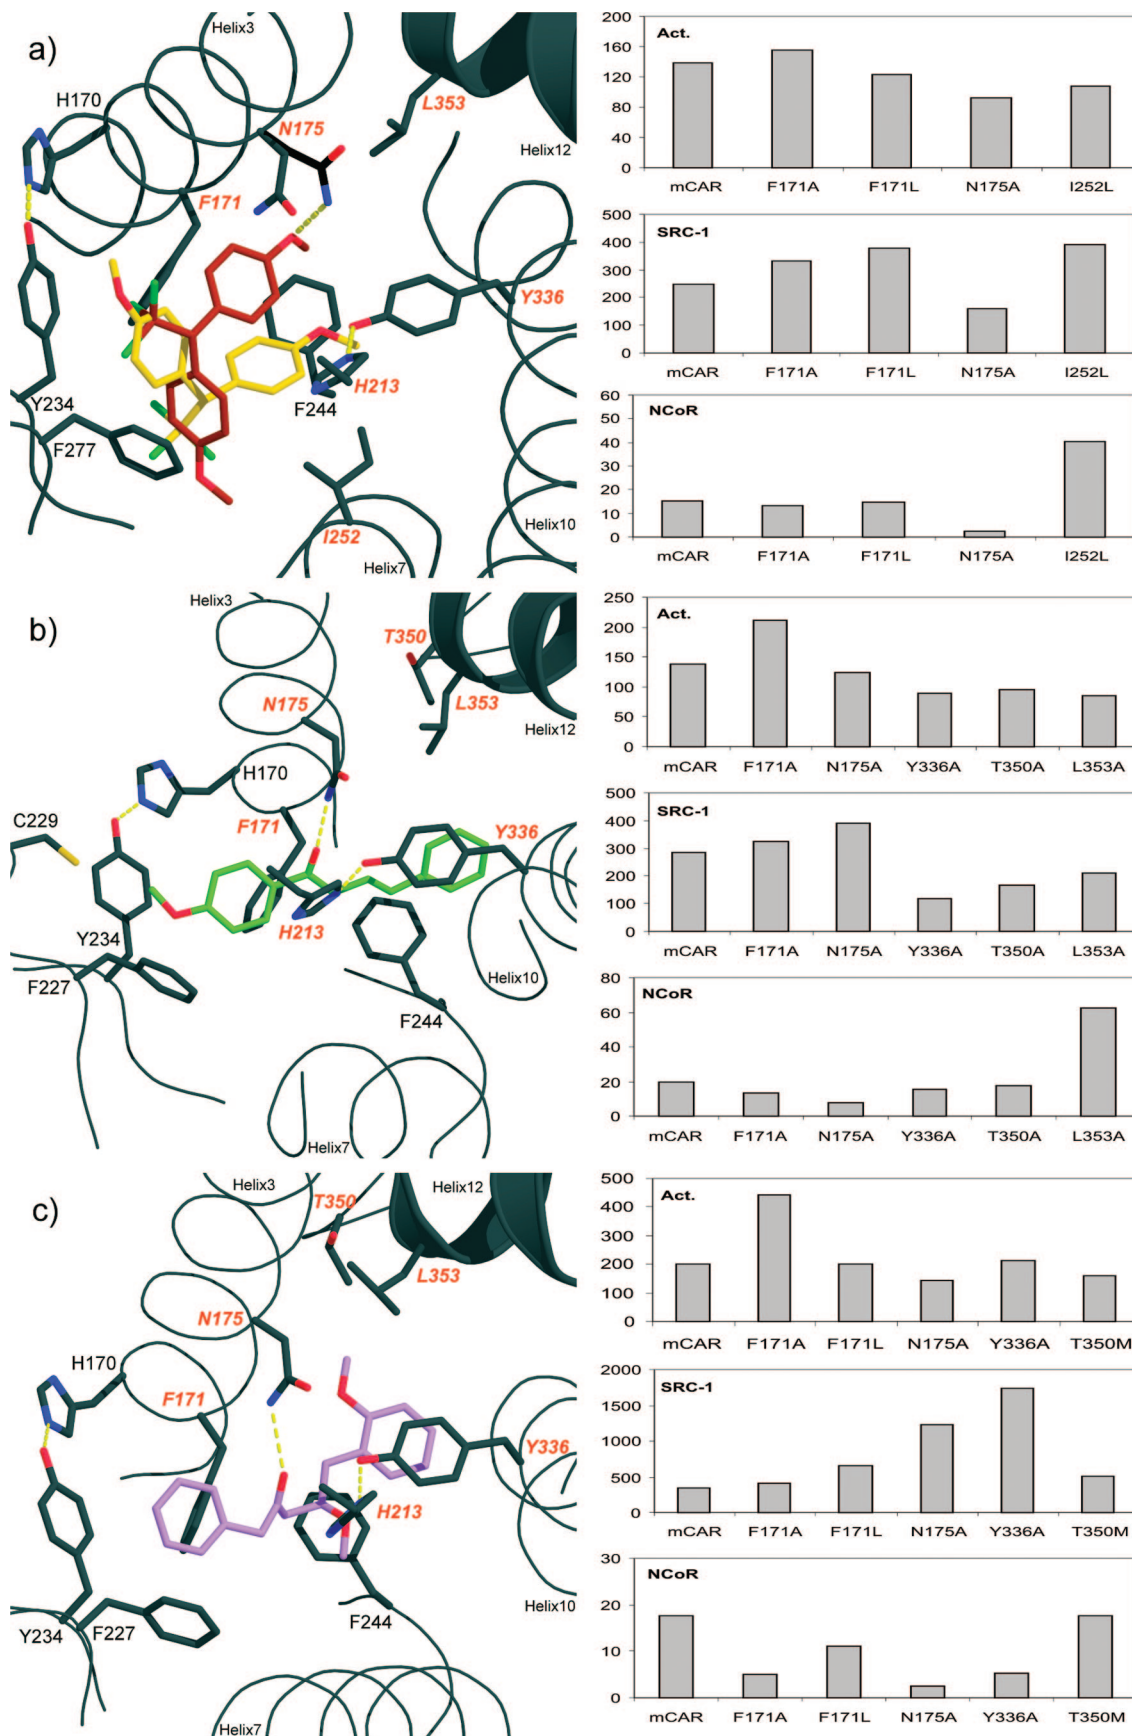 a)
Helix3
H170
N175
L353
Helix12
F171
Y336
H213
F244
Y234
F277
I252
Helix10
Helix7
200
160
120
80
40
0
Act.
mCAR F171A F171L N175A I252L
500
400
300
200
100
0
SRC-1
mCAR F171A F171L N175A I252L
60
50
40
30
20
10
0
NCoR
mCAR F171A F171L N175A I252L
b)
Helix3
T350
N175
L353
Helix12
H170
C229
F171
Y336
H213
Y234
F227
Helix10
F244
Helix7
250
200
150
100
50
0
Act.
mCAR F171A N175A Y336A T350A L353A
500
400
300
200
100
0
SRC-1
mCAR F171A N175A Y336A T350A L353A
80
60
40
20
0
NCoR
mCAR F171A N175A Y336A T350A L353A
c)
Helix3
Helix12
T350
L353
N175
H170
F171
Y336
H213
Y234
F227
F244
Helix10
Helix7
500
400
300
200
100
0
Act.
mCAR F171A F171L N175A Y336A T350M
2000
1500
1000
500
0
SRC-1
mCAR F171A F171L N175A Y336A T350M
30
20
10
0
NCoR
mCAR F171A F171L N175A Y336A T350M